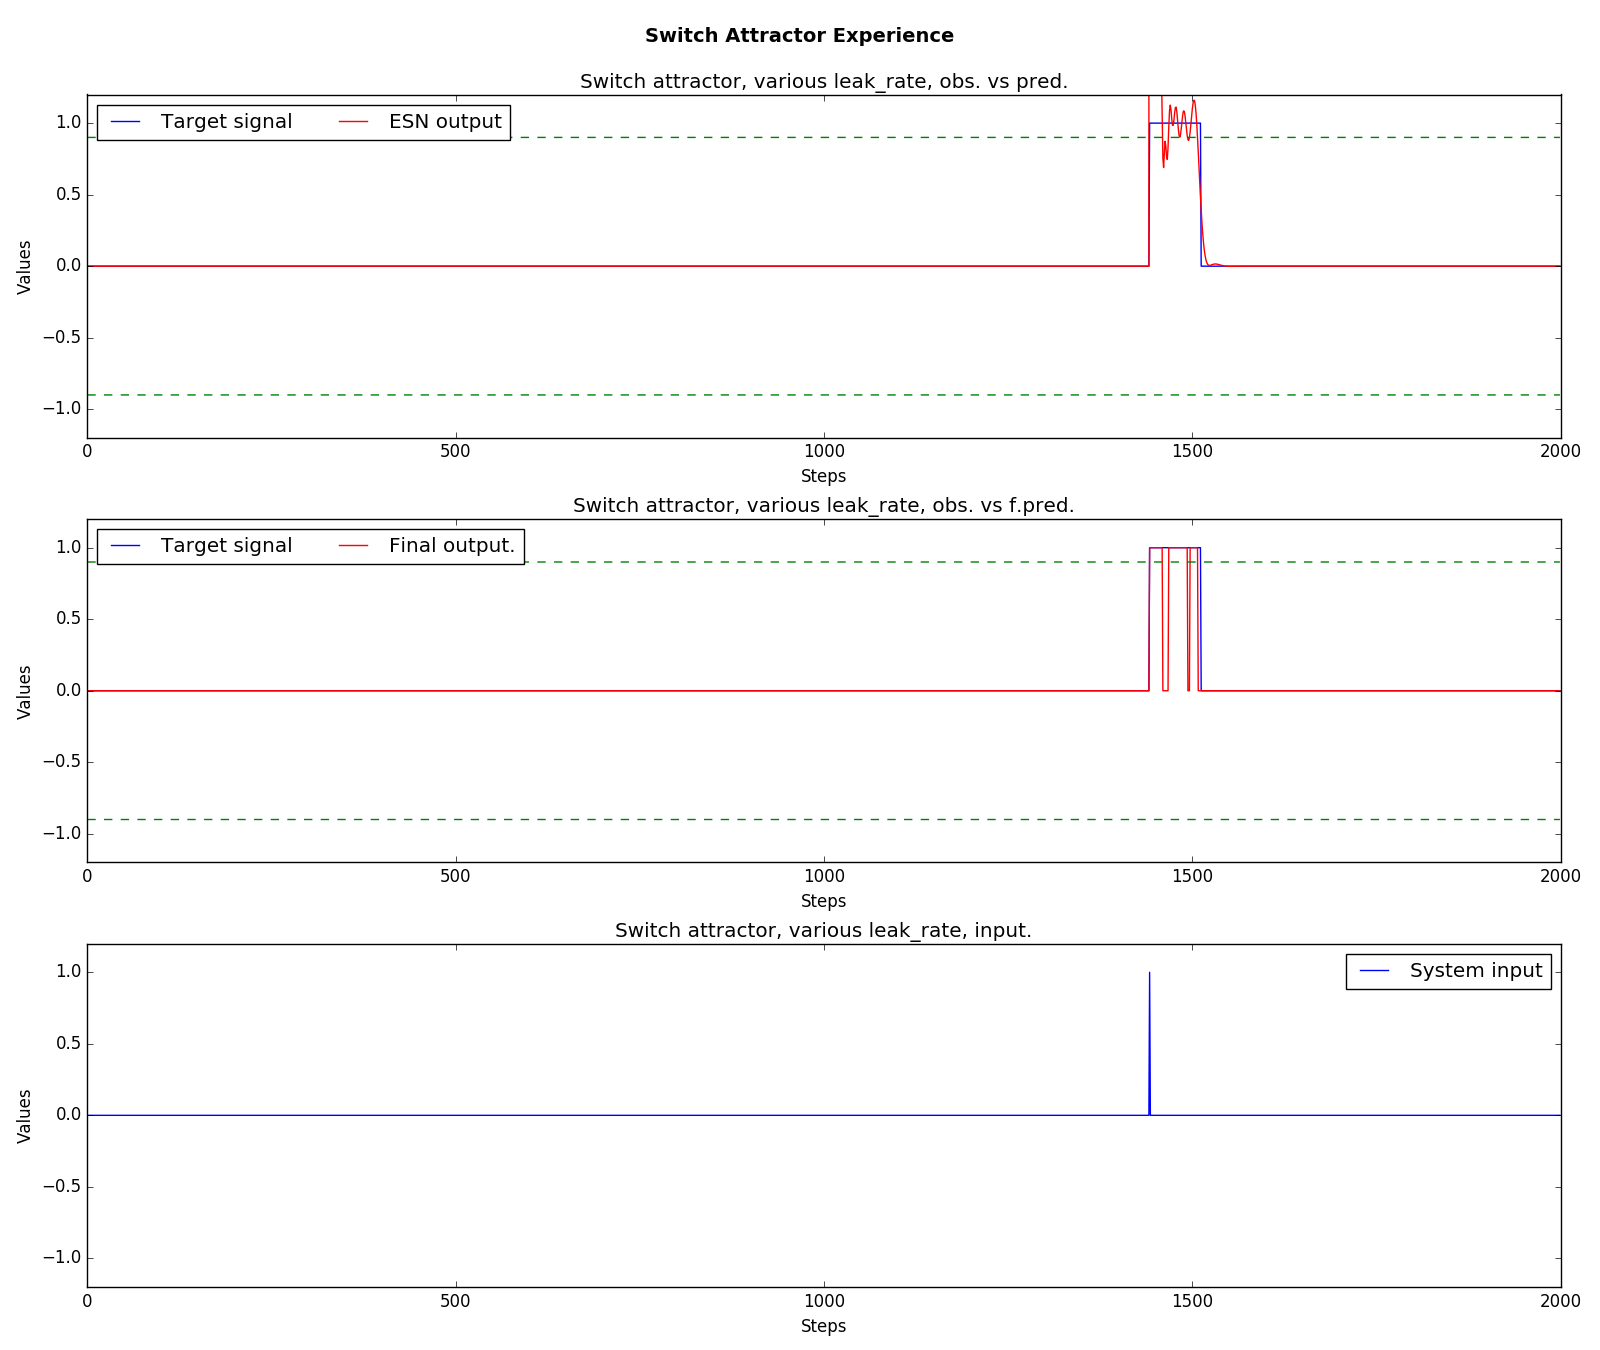 Switch Attractor Experience
Switch attractor, various leak_rate, obs. vs pred.
Target signal ESN output
1.0
0.5
0.0
−0.5
−1.0
Values
0 500 1000 1500 2000
Steps
Switch attractor, various leak_rate, obs. vs f.pred.
Target signal Final output.
1.0
0.5
0.0
−0.5
−1.0
Values
0 500 1000 1500 2000
Steps
Switch attractor, various leak_rate, input.
System input
1.0
0.5
0.0
−0.5
−1.0
Values
0 500 1000 1500 2000
Steps